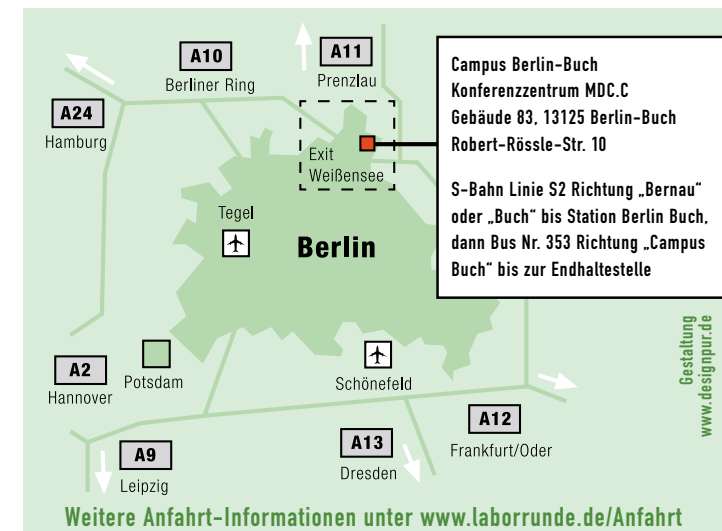 A10
Berliner Ring
A11
Prenzlau
A24
Hamburg
Exit
Weißensee
Campus Berlin-Buch
Konferenzzentrum MDC.C
Gebäude 83, 13125 Berlin-Buch
Robert-Rössle-Str. 10
S-Bahn Linie S2 Richtung „Bernau“
oder „Buch“ bis Station Berlin Buch,
dann Bus Nr. 353 Richtung „Campus
Buch“ bis zur Endhaltestelle
Tegel
Berlin
A2
Hannover
Potsdam
Schönefeld
A9
Leipzig
A13
Dresden
A12
Frankfurt/Oder
Gestaltung
www.designpur.de
Weitere Anfahrt-Informationen unter www.laborrunde.de/Anfahrt